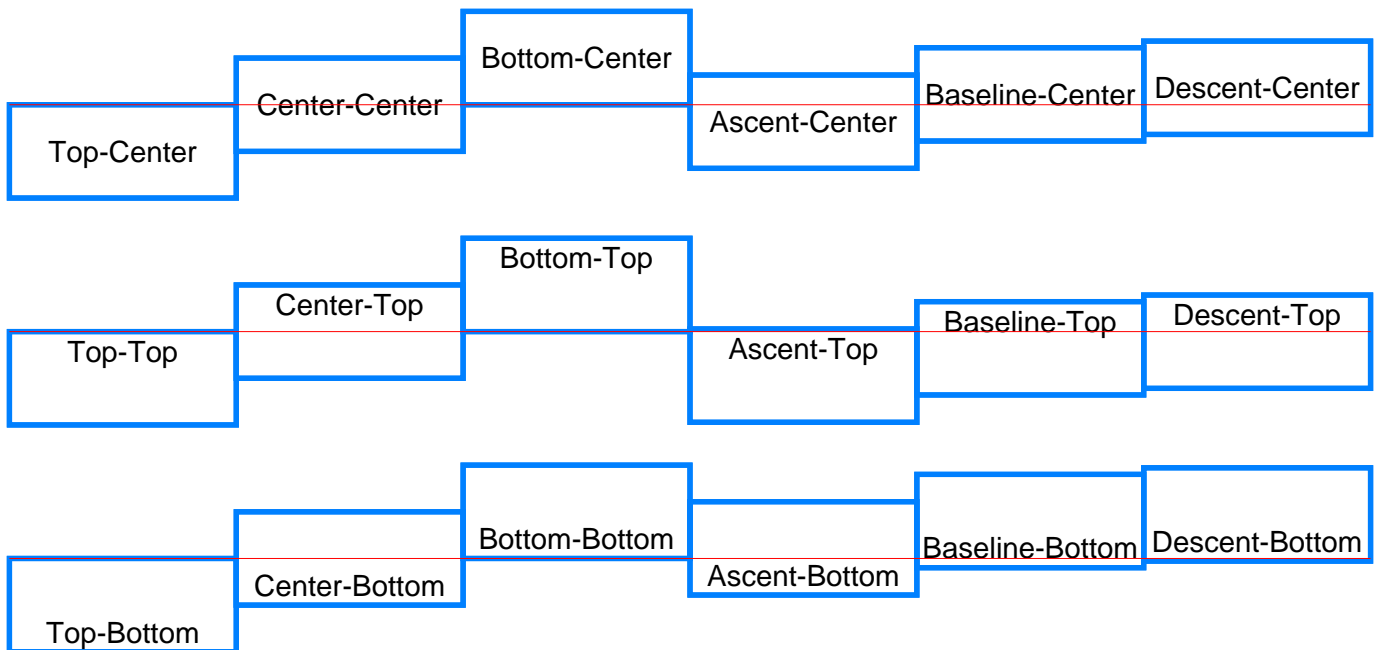 Top-Center
Center-Center
Bottom-Center
Ascent-Center
Baseline-Center
Descent-Center
Top-Top
Center-Top
Bottom-Top
Ascent-Top
Baseline-Top
Descent-Top
Top-Bottom
Center-Bottom
Bottom-Bottom
Ascent-Bottom
Baseline-Bottom
Descent-Bottom